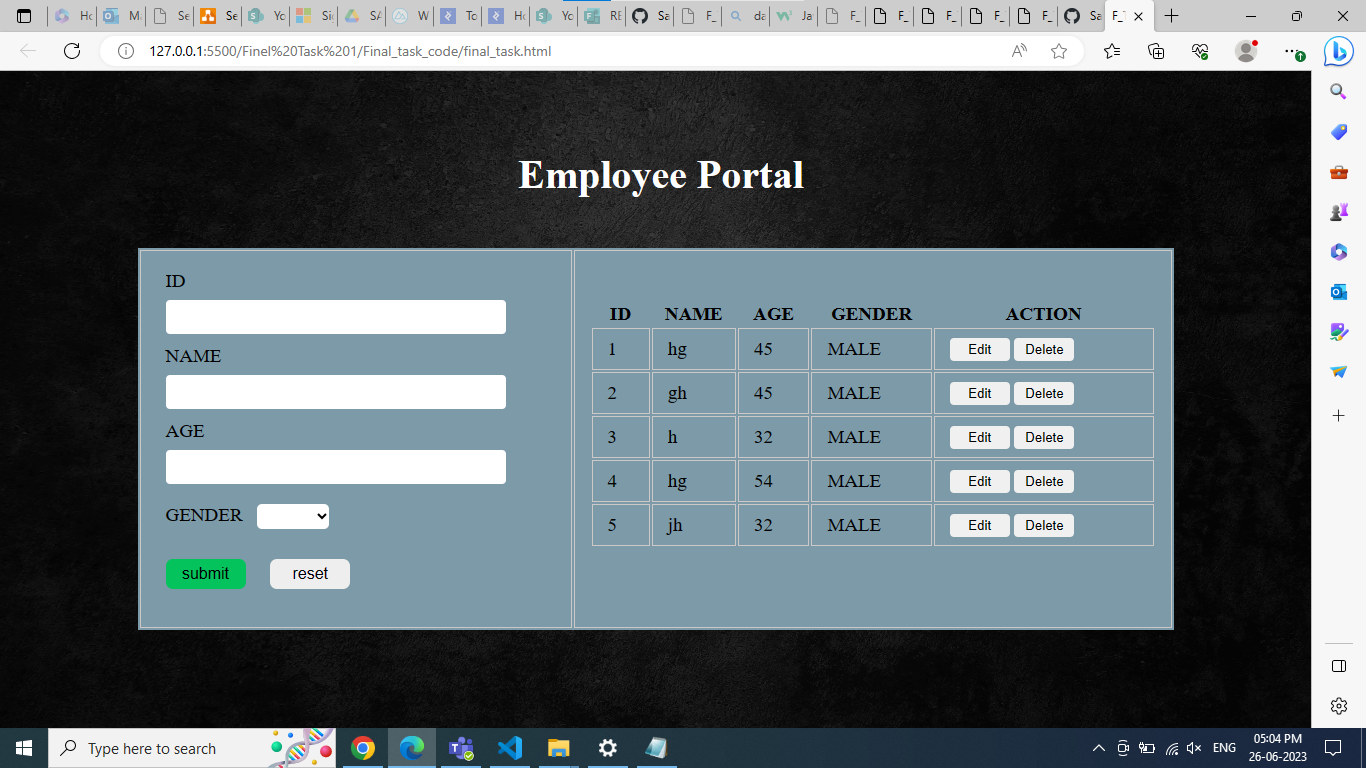 Ho
Se
Se
Yo
Sig
SA
W
To
Ho
Yo
RE
Sa
F_
da
Ja
F_
F_
F_
F_
F_
Sa
127.0.0.1:5500/Finel%20Task%201/Final_task_code/final_task.html
Employee Portal
ID
NAME
AGE
GENDER
submit reset
ID NAME AGE GENDER ACTION
1 hg 45 MALE Edit Delete
2 gh 45 MALE Edit Delete
3 h 32 MALE Edit Delete
4 hg 54 MALE Edit Delete
5 jh 32 MALE Edit Delete
Type here to search
ENG
05:04 PM
26-06-2023